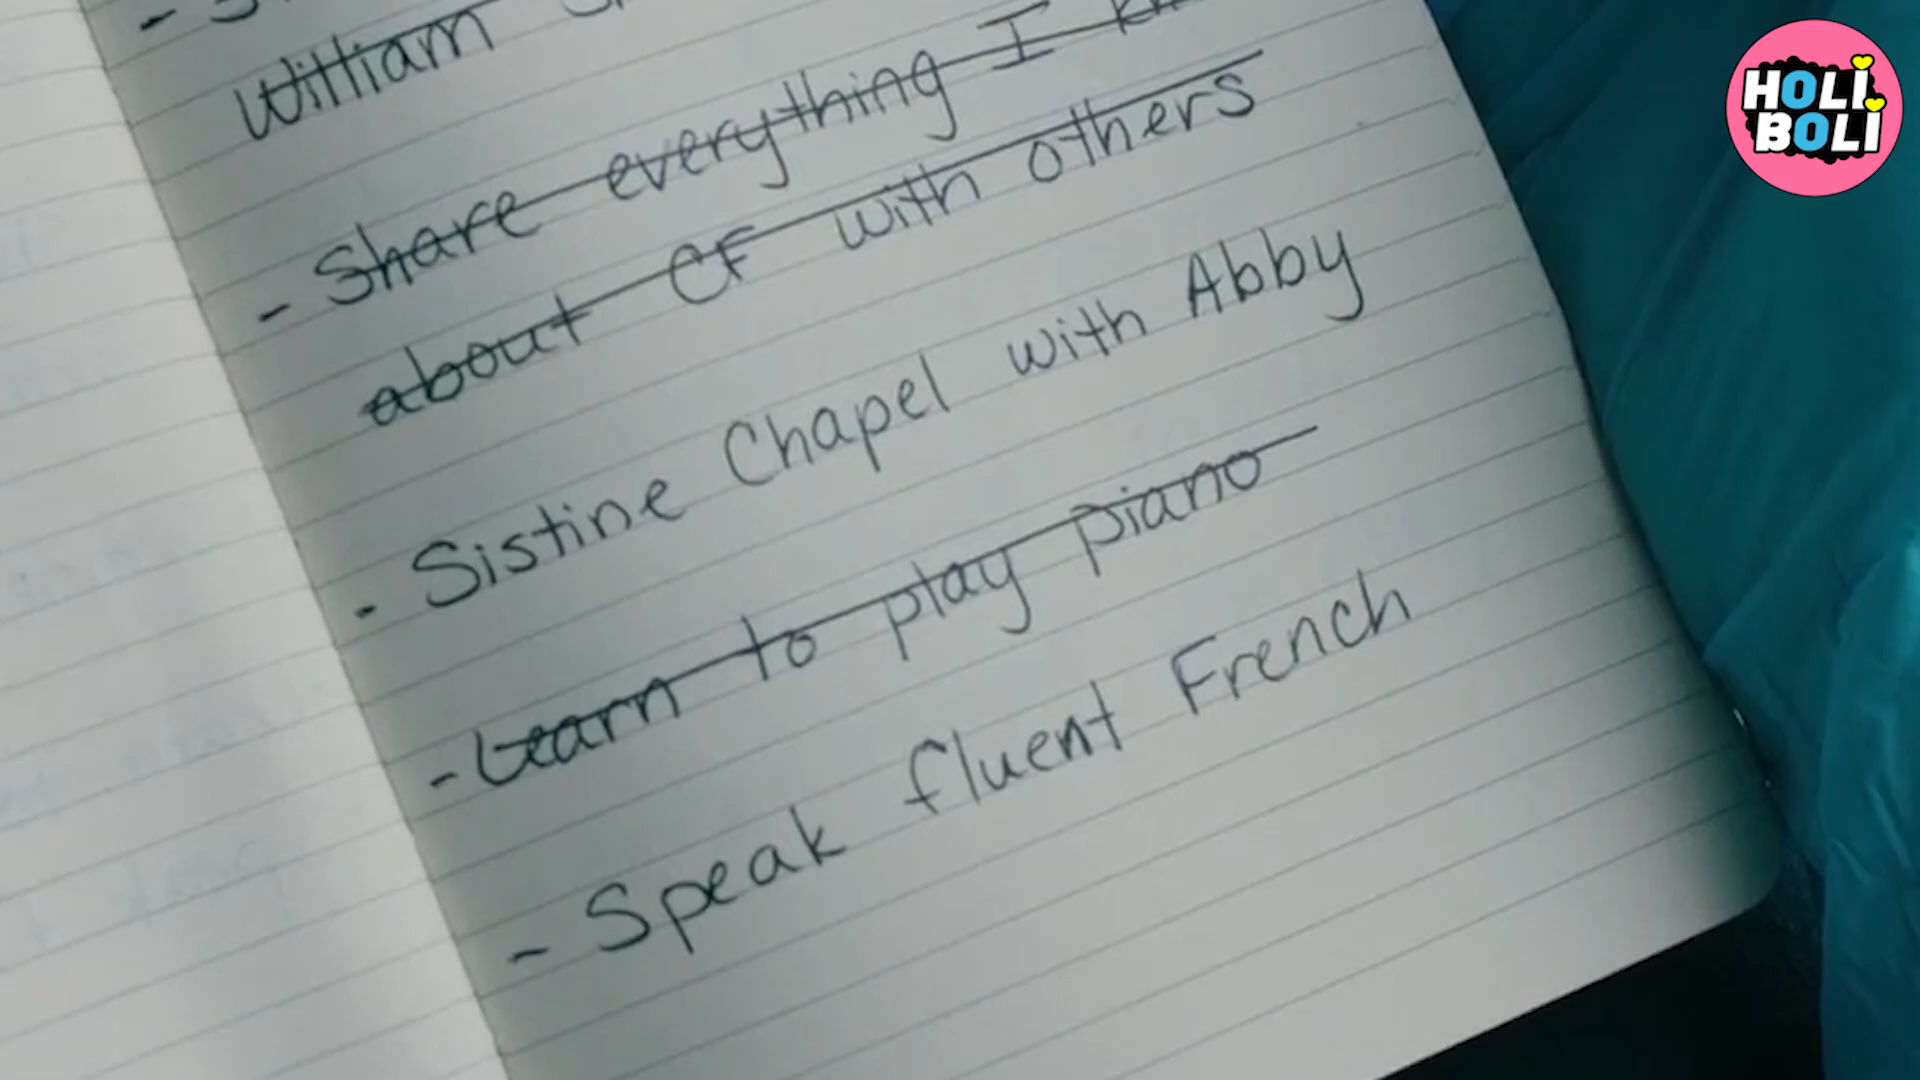 William
- Share everything I
about CF with others
- Sistine Chapel with Abby
- Learn to play piano
- Speak fluent French
HOLI
BOLI